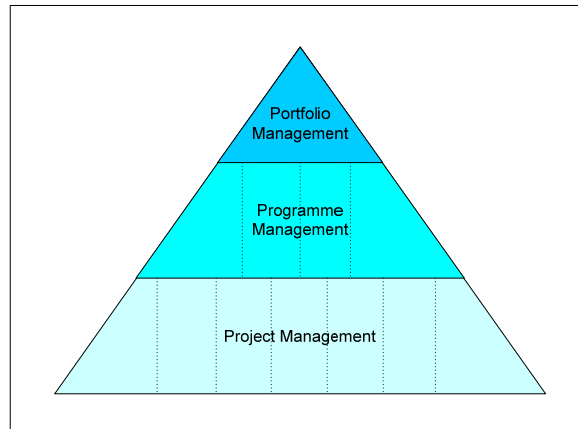 Portfolio
Management
Programme
Management
Project Management